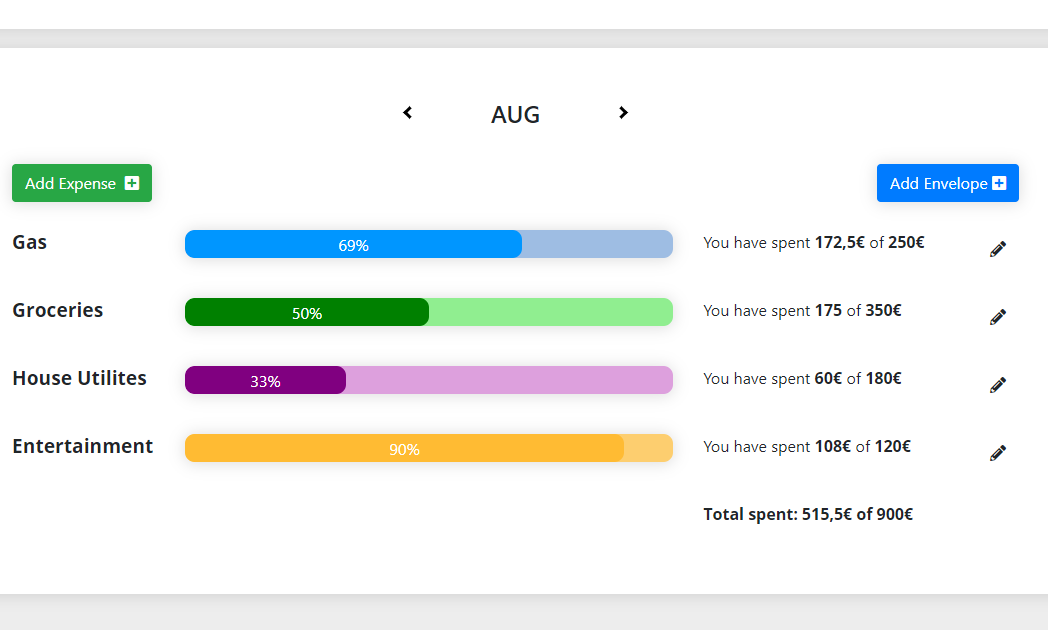 AUG
Add Expense
Add Envelope
Gas
69%
You have spent 172,5€ of 250€
Groceries
50%
You have spent 175 of 350€
House Utilites
33%
You have spent 60€ of 180€
Entertainment
90%
You have spent 108€ of 120€
Total spent: 515,5€ of 900€